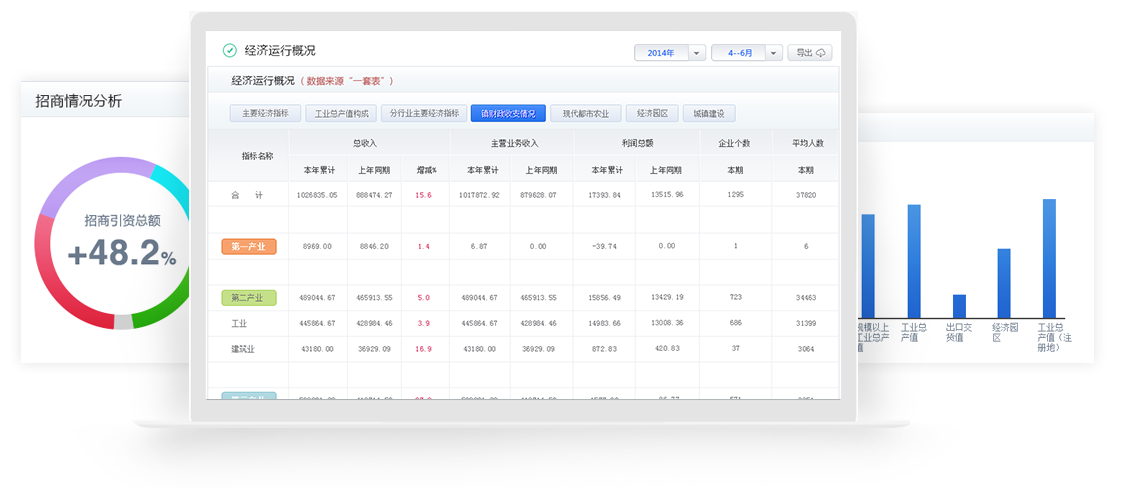 招商情况分析
招商引资总额
+48.2%
经济运行概况
2014年
4--6月
导出
经济运行概况（数据来源“一套表”）
主要经济指标
工业总产值构成
分行业主要经济指标
镇财政收支情况
现代都市农业
经济园区
城镇建设
指标名称 总收入 主营业务收入 利润总额 企业个数 平均人数
本年累计 上年同期 增减% 本年累计 上年同期 本年累计 上年同期 本期 本期
合 计 1026835.05 888474.27 15.6 1017872.92 879628.07 17393.84 13515.96 1295 37820
第一产业 8969.00 8846.20 1.4 6.87 0.00 -39.74 0.00 1 6
第二产业 489044.67 465913.55 5.0 489044.67 465913.55 15856.49 13429.19 723 34463
工业 445864.67 428984.46 3.9 445864.67 428984.46 14983.66 13008.36 686 31399
建筑业 43180.00 36929.09 16.9 43180.00 36929.09 872.83 420.83 37 3064
规模以上
工业总产
值
工业总
产值
出口交
货值
经济园
区
工业总
产值（注
册地）